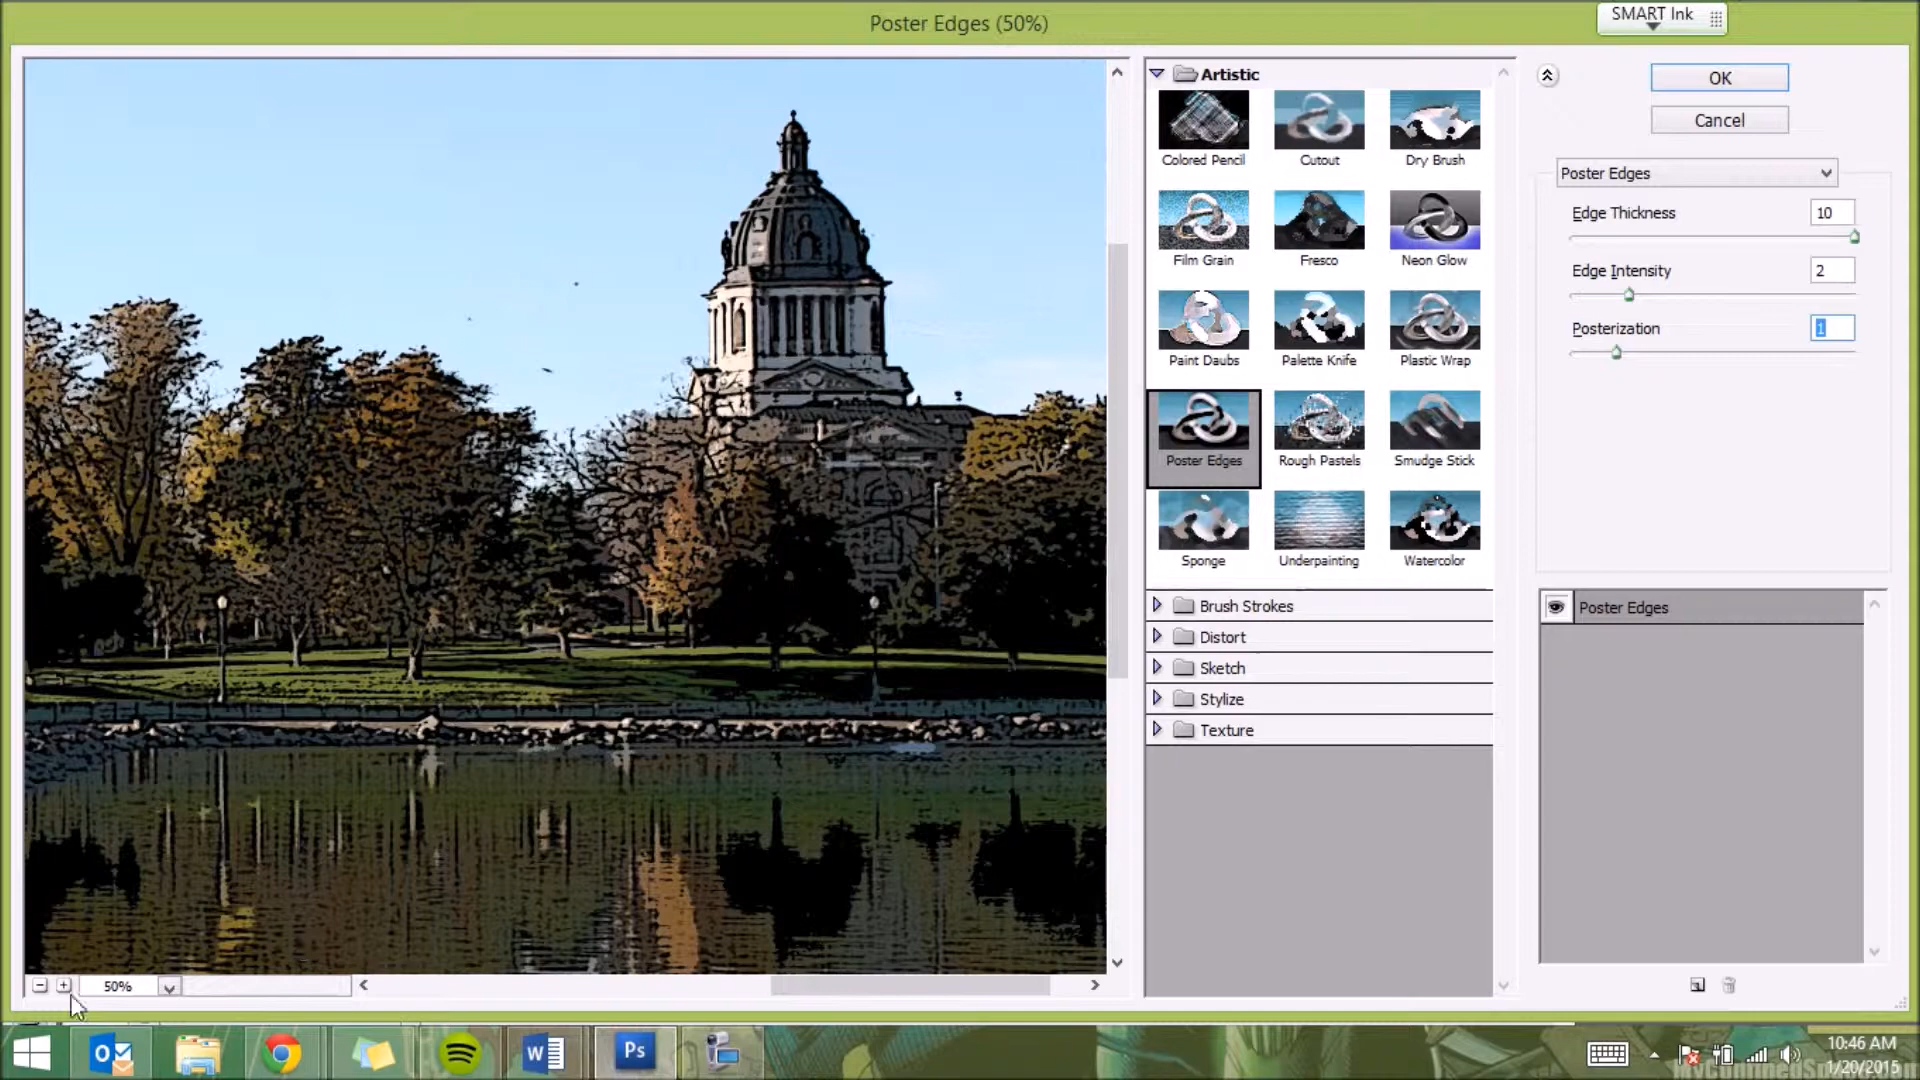 Poster Edges (50%)
SMART Ink
Artistic
Colored Pencil
Cutout
Dry Brush
Film Grain
Fresco
Neon Glow
Paint Daubs
Palette Knife
Plastic Wrap
Poster Edges
Rough Pastels
Smudge Stick
Sponge
Underpainting
Watercolor
Brush Strokes
Distort
Sketch
Stylize
Texture
OK
Cancel
Poster Edges
Edge Thickness
10
Edge Intensity
2
Posterization
1
Poster Edges
50%
Ps
10:46 AM
1/20/2015